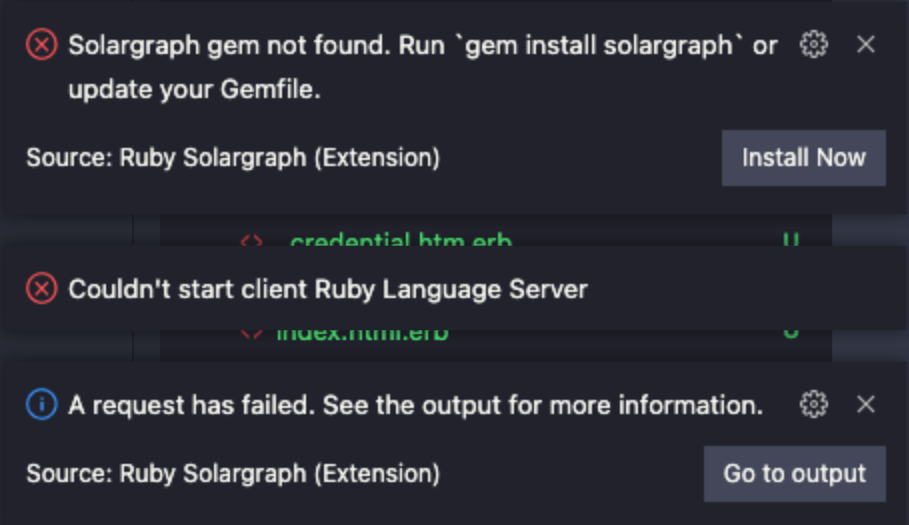 Solargraph gem not found. Run `gem install solargraph` or
update your Gemfile.
Source: Ruby Solargraph (Extension)
Install Now
credential.htm.erb
U
Couldn't start client Ruby Language Server
index.html.erb
U
A request has failed. See the output for more information.
Source: Ruby Solargraph (Extension)
Go to output